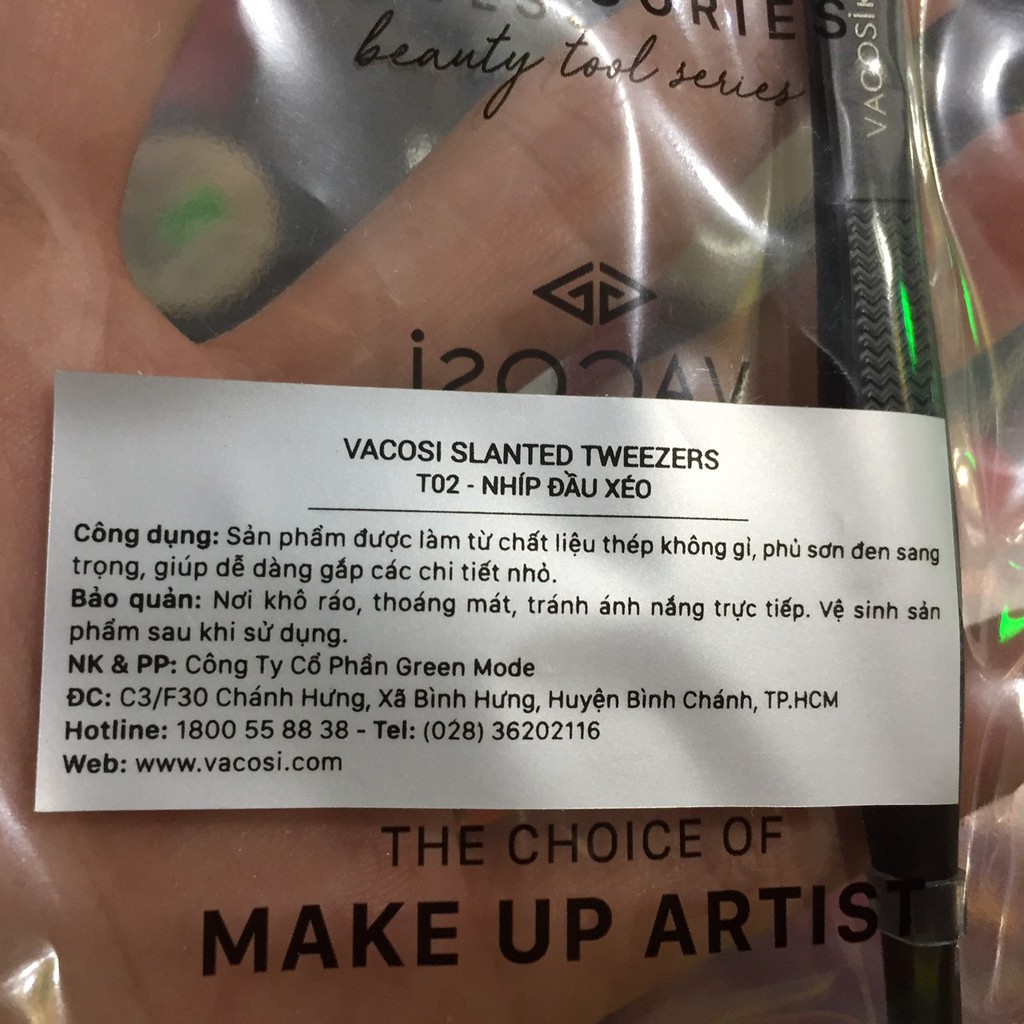 beauty tool series
VACOSI
VACOSI
VACOSI SLANTED TWEEZERS
T02 - NHÍP ĐẦU XÉO
Công dụng: Sản phẩm được làm từ chất liệu thép không gỉ, phủ sơn đen sang
trọng, giúp dễ dàng gắp các chi tiết nhỏ.
Bảo quản: Nơi khô ráo, thoáng mát, tránh ánh nắng trực tiếp. Vệ sinh sản
phẩm sau khi sử dụng.
NK & PP: Công Ty Cổ Phần Green Mode
ĐC: C3/F30 Chánh Hưng, Xã Bình Hưng, Huyện Bình Chánh, TP.HCM
Hotline: 1800 55 88 38 - Tel: (028) 36202116
Web: www.vacosi.com
THE CHOICE OF
MAKE UP ARTIST